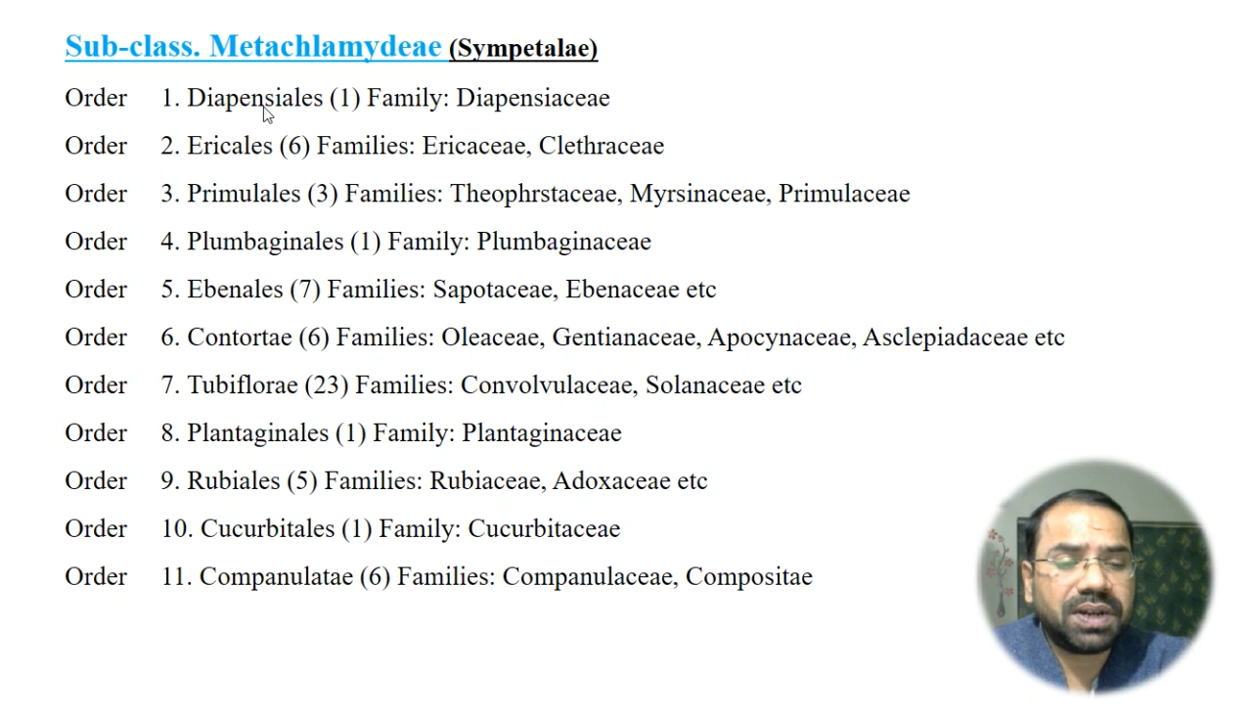 Sub-class. Metachlamydeae (Sympetalae)
Order 1. Diapensiales (1) Family: Diapensiaceae
Order 2. Ericales (6) Families: Ericaceae, Clethraceae
Order 3. Primulales (3) Families: Theophrstaceae, Myrsinaceae, Primulaceae
Order 4. Plumbaginales (1) Family: Plumbaginaceae
Order 5. Ebenales (7) Families: Sapotaceae, Ebenaceae etc
Order 6. Contortae (6) Families: Oleaceae, Gentianaceae, Apocynaceae, Asclepiadaceae etc
Order 7. Tubiflorae (23) Families: Convolvulaceae, Solanaceae etc
Order 8. Plantaginales (1) Family: Plantaginaceae
Order 9. Rubiales (5) Families: Rubiaceae, Adoxaceae etc
Order 10. Cucurbitales (1) Family: Cucurbitaceae
Order 11. Companulatae (6) Families: Companulaceae, Compositae